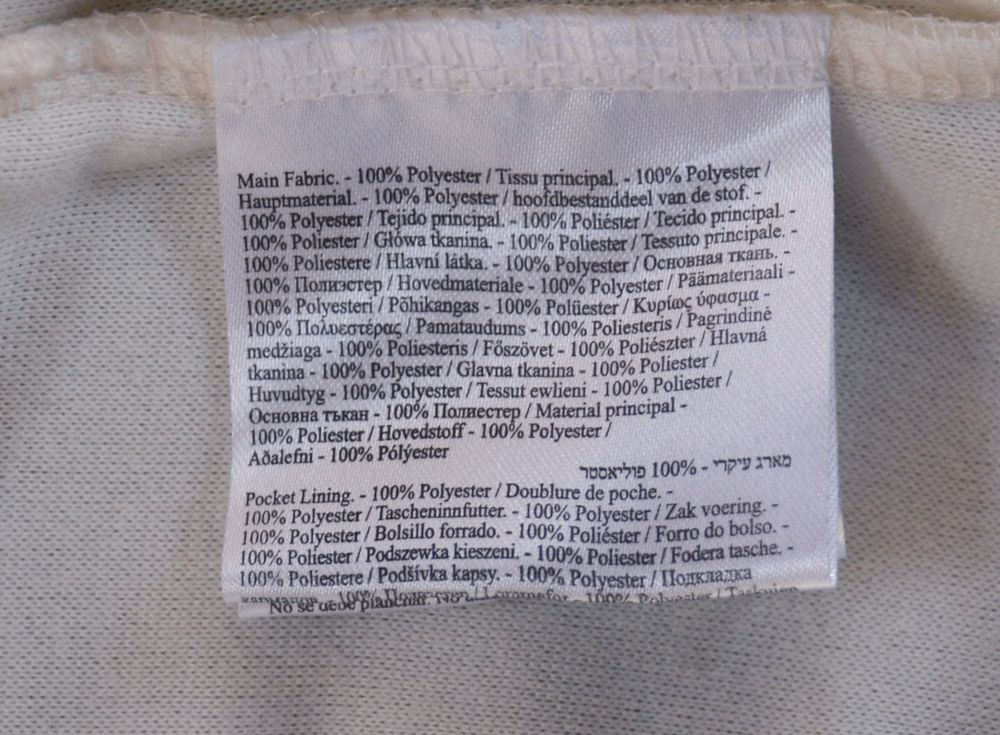 Main Fabric. - 100% Polyester / Tissu principal. - 100% Polyester /
Hauptmaterial. - 100% Polyester / hoofdbestanddeel van de stof. -
100% Polyester / Tejido principal. - 100% Poliéster / Tecido principal. -
100% Poliester / Główa tkanina. - 100% Poliester / Tessuto principale. -
100% Poliestere / Hlavní látka. - 100% Polyester / Основная ткань. -
100% Полиэстер / Hovedmateriale - 100% Polyester / Päämateriaali -
100% Polyesteri / Põhikangas - 100% Polüester / Κυρίως ύφασμα -
100% Πολυεστέρας / Pamataudums - 100% Poliesteris / Pagrindinė
medžiaga - 100% Poliesteris / Főszövet - 100% Poliészter / Hlavná
tkanina - 100% Polyester / Glavna tkanina - 100% Poliester /
Huvudtyg - 100% Polyester / Tessut ewlieni - 100% Poliester /
Основна тъкан - 100% Полиестер / Material principal -
100% Poliester / Hovedstoff - 100% Polyester /
Aðalefni - 100% Pólýester
מארג עיקרי - 100% פוליאסטר
Pocket Lining. - 100% Polyester / Doublure de poche. -
100% Polyester / Tascheninnfutter. - 100% Polyester / Zak voering. -
100% Polyester / Bolsillo forrado. - 100% Poliéster / Forro do bolso. -
100% Poliester / Podszewka kieszeni. - 100% Poliester / Fodera tasche. -
100% Poliestere / Podšívka kapsy. - 100% Polyester / Подкладка
No se debe planchar.